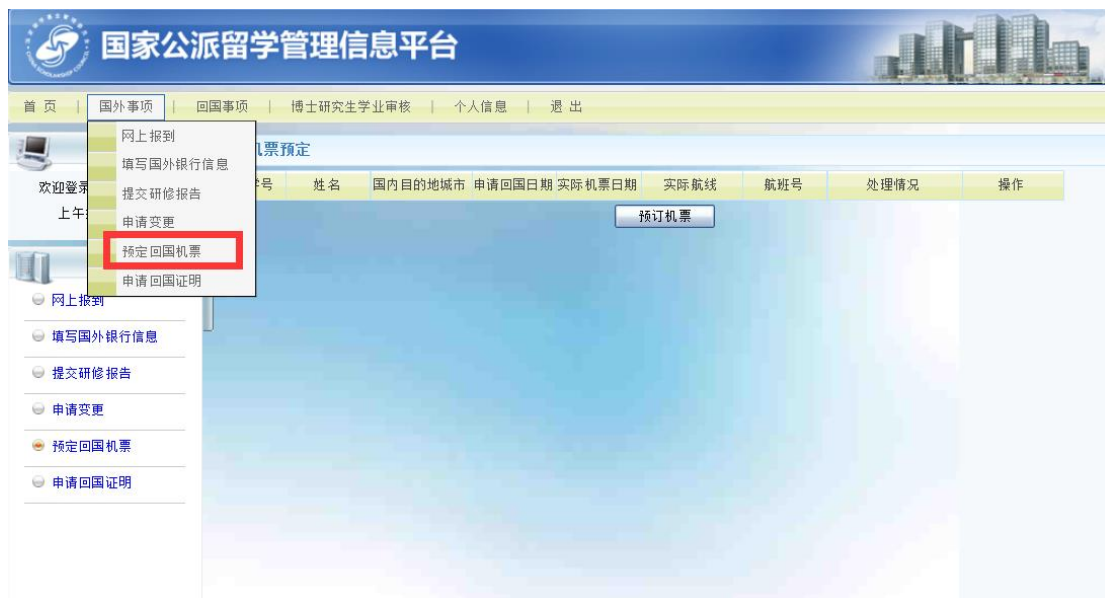 国家公派留学管理信息平台
首 页 | 国外事项 | 回国事项 | 博士研究生学业审核 | 个人信息 | 退 出
网上报到
填写国外银行信息
提交研修报告
申请变更
预定回国机票
申请回国证明
机票预定
号 姓名 国内目的地城市 申请回国日期 实际机票日期 实际航线 航班号 处理情况 操作
预订机票
欢迎登录
上午
网上报到
填写国外银行信息
提交研修报告
申请变更
预定回国机票
申请回国证明